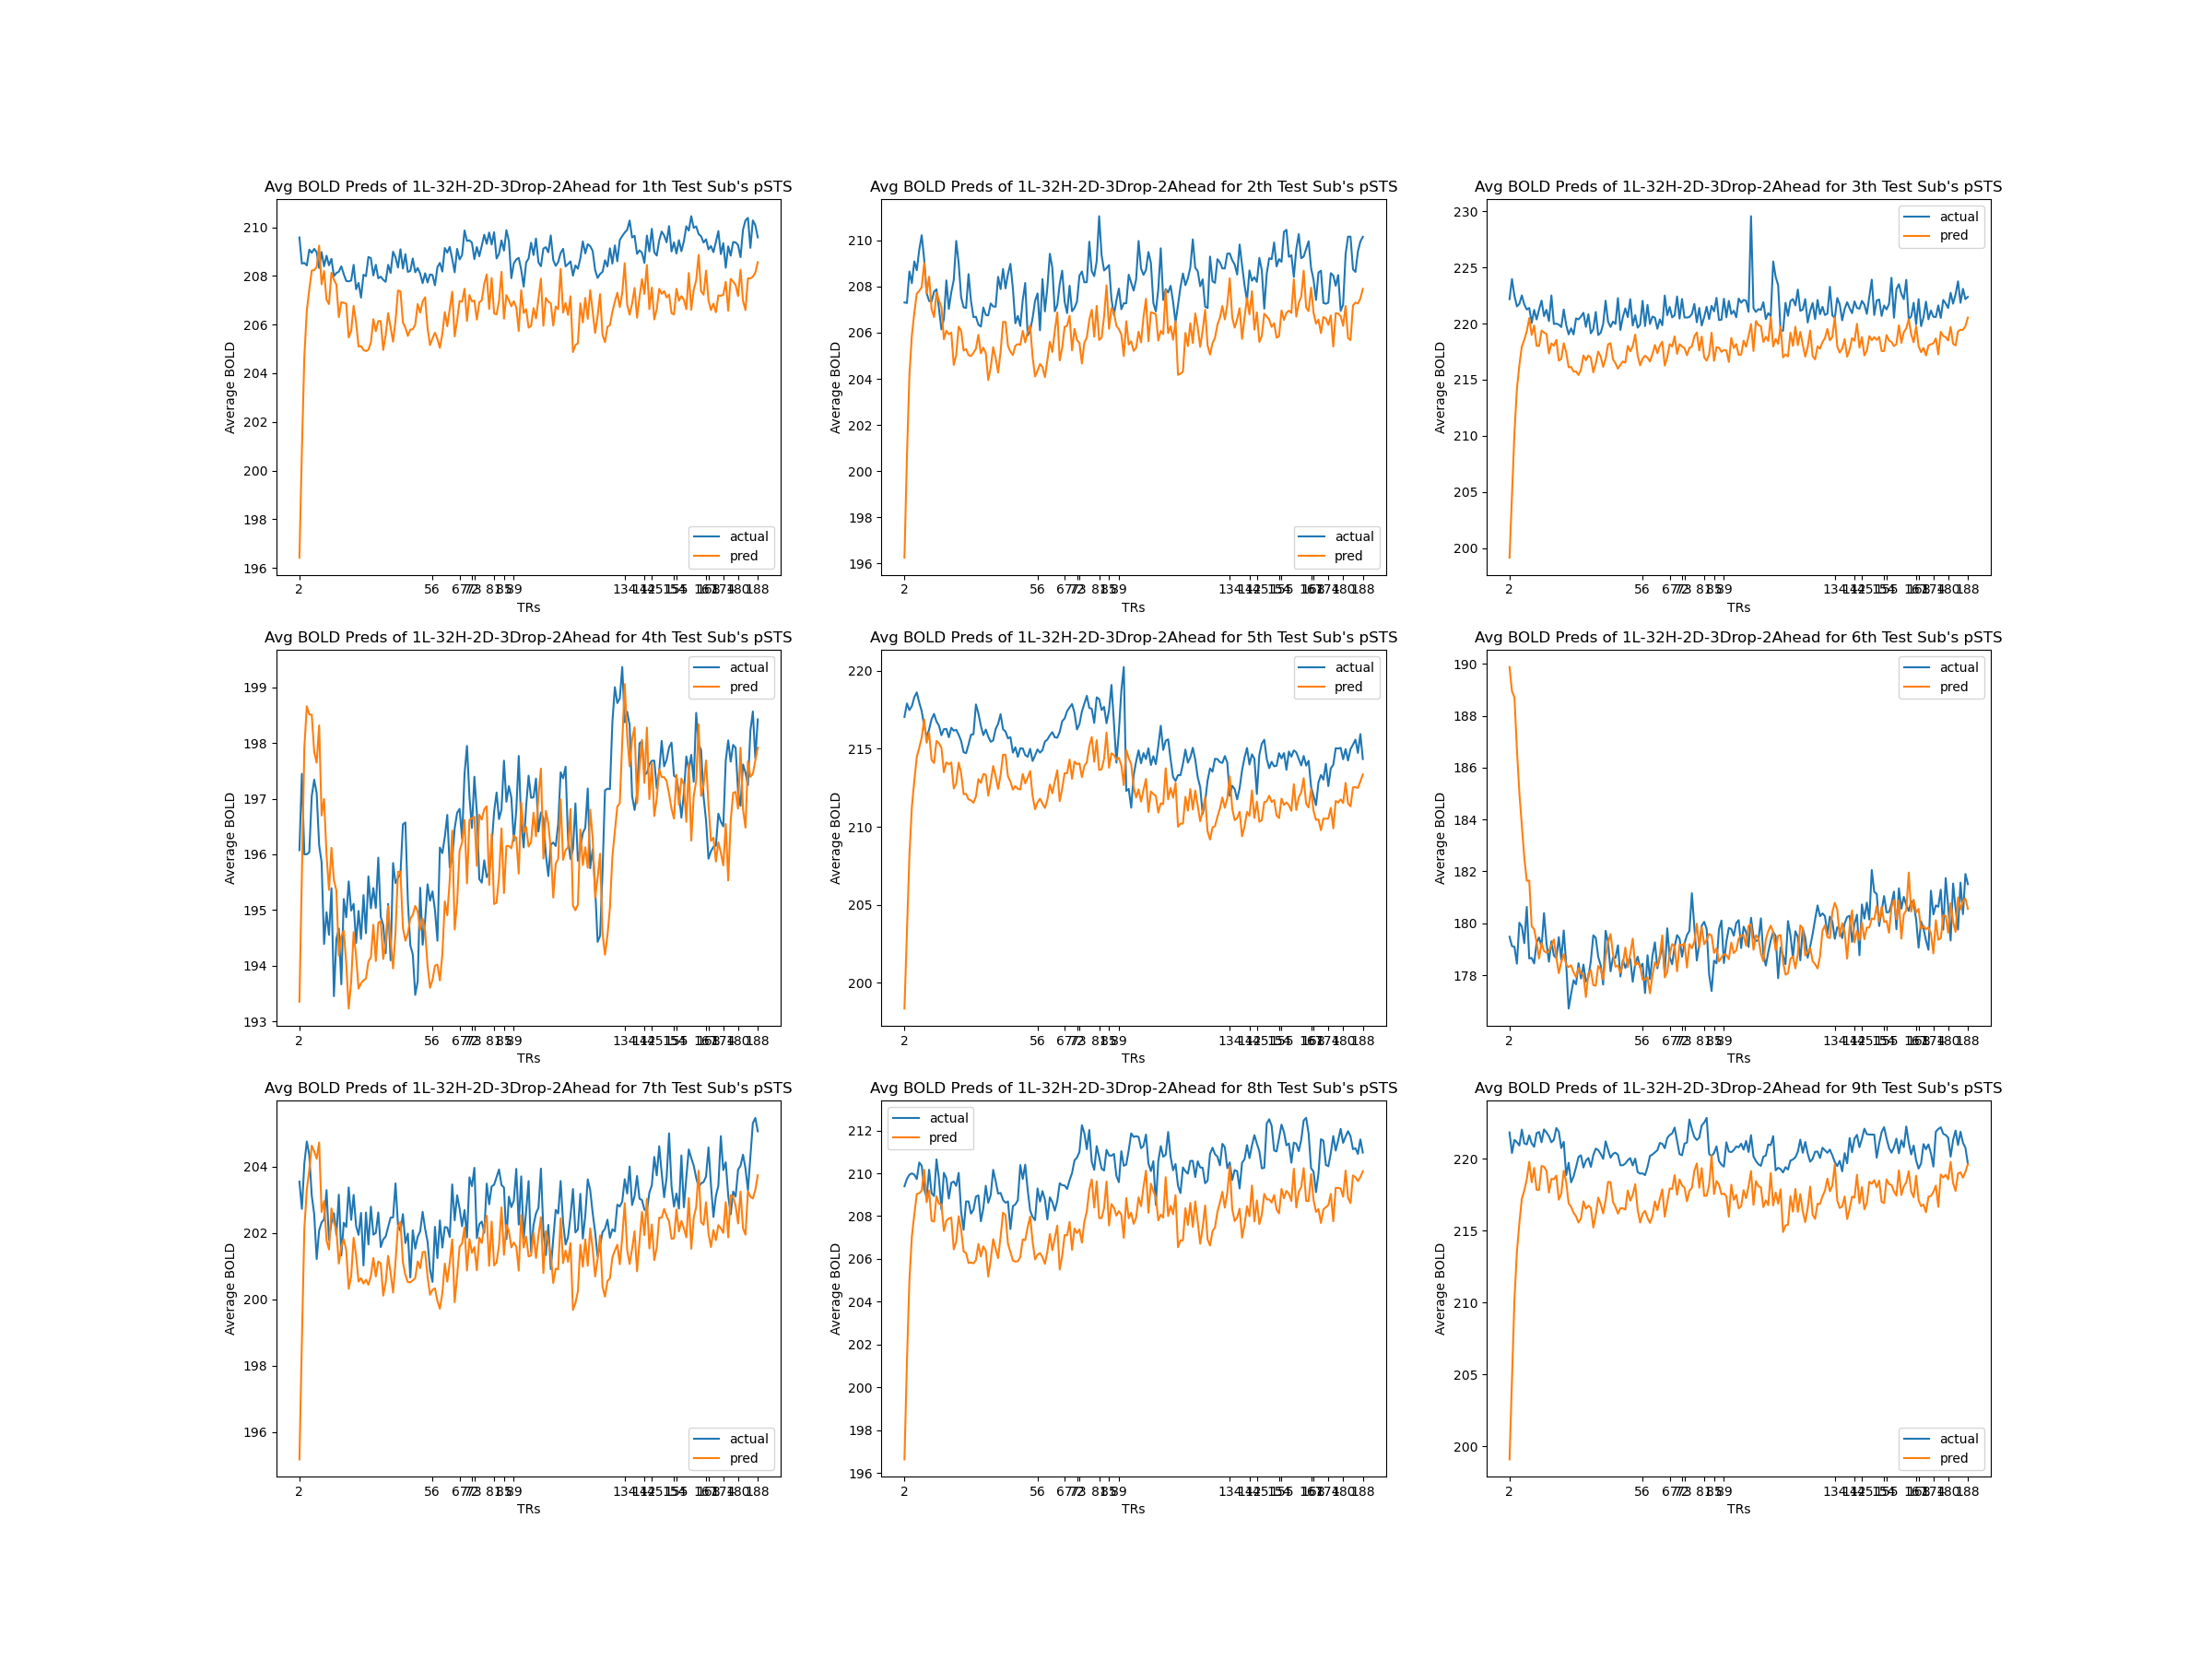 Avg BOLD Preds of 1L-32H-2D-3Drop-2Ahead for 1th Test Sub's pSTS
Average BOLD
210
208
206
204
202
200
198
196
actual
pred
2 56 81 188
TRs
Avg BOLD Preds of 1L-32H-2D-3Drop-2Ahead for 2th Test Sub's pSTS
Average BOLD
210
208
206
204
202
200
198
196
actual
pred
2 56 81 188
TRs
Avg BOLD Preds of 1L-32H-2D-3Drop-2Ahead for 3th Test Sub's pSTS
Average BOLD
230
225
220
215
210
205
200
actual
pred
2 56 81 188
TRs
Avg BOLD Preds of 1L-32H-2D-3Drop-2Ahead for 4th Test Sub's pSTS
Average BOLD
199
198
197
196
195
194
193
actual
pred
2 56 81 188
TRs
Avg BOLD Preds of 1L-32H-2D-3Drop-2Ahead for 5th Test Sub's pSTS
Average BOLD
220
215
210
205
200
actual
pred
2 56 81 188
TRs
Avg BOLD Preds of 1L-32H-2D-3Drop-2Ahead for 6th Test Sub's pSTS
Average BOLD
190
188
186
184
182
180
178
actual
pred
2 56 81 188
TRs
Avg BOLD Preds of 1L-32H-2D-3Drop-2Ahead for 7th Test Sub's pSTS
Average BOLD
204
202
200
198
196
actual
pred
2 56 81 188
TRs
Avg BOLD Preds of 1L-32H-2D-3Drop-2Ahead for 8th Test Sub's pSTS
Average BOLD
212
210
208
206
204
202
200
198
196
actual
pred
2 56 81 188
TRs
Avg BOLD Preds of 1L-32H-2D-3Drop-2Ahead for 9th Test Sub's pSTS
Average BOLD
220
215
210
205
200
actual
pred
2 56 81 188
TRs